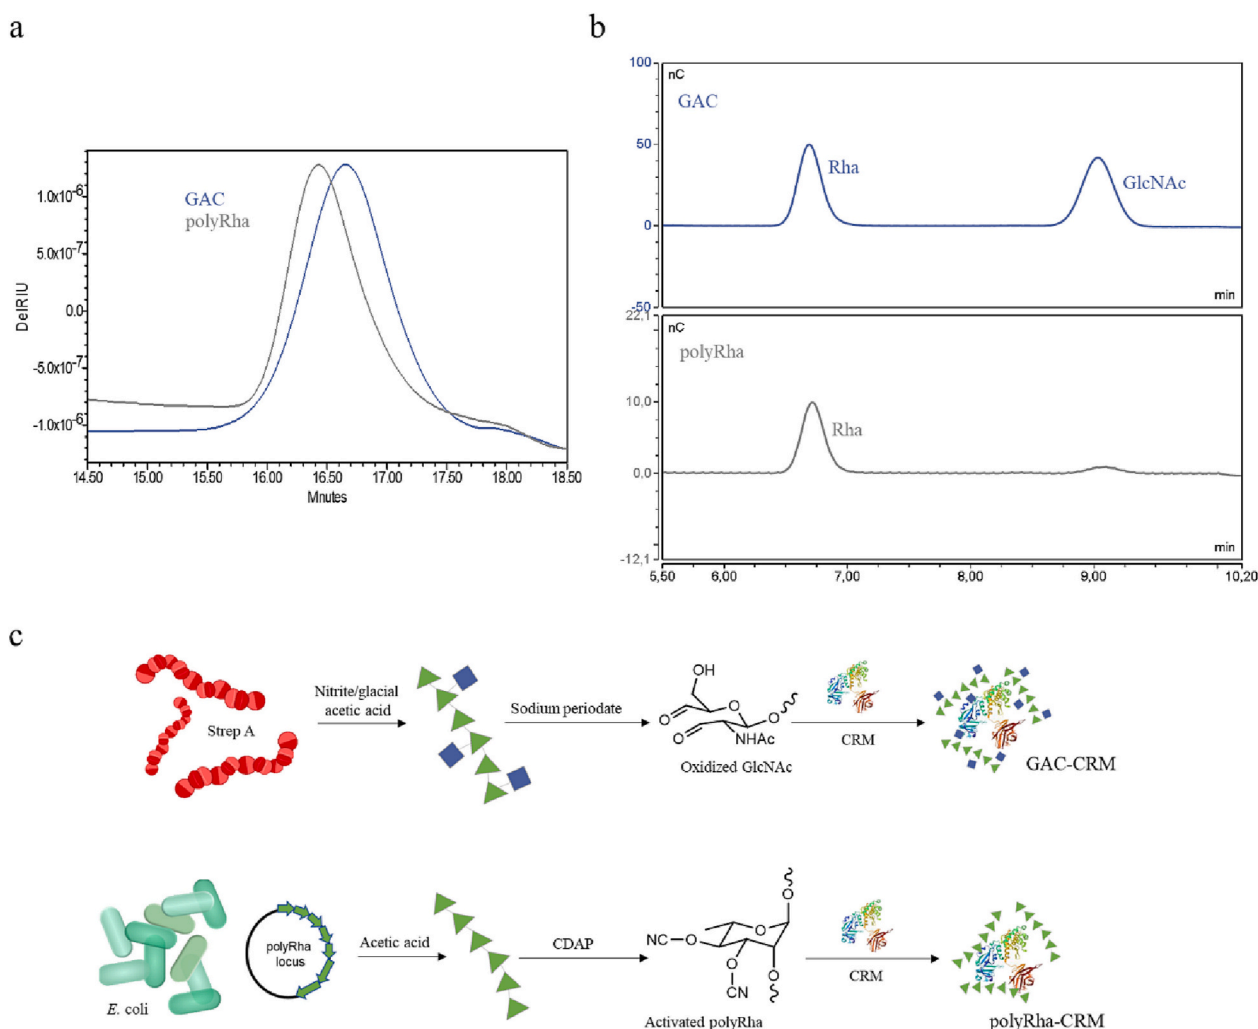 a
GAC
polyRha
1.0x10⁻⁶
5.0x10⁻⁷
0.0
-5.0x10⁻⁷
-1.0x10⁻⁶
DelRIU
14.50 15.00 15.50 16.00 16.50 17.00 17.50 18.00 18.50
Mnutes
b
100
nC
GAC
50
Rha
GlcNAc
0
-50
min
22,1
nC
polyRha
10,0
Rha
0,0
-12,1
min
5,50 6,00 7,00 8,00 9,00 10,20
c
Strep A
Nitrite/glacial
acetic acid
Sodium periodate
OH
O
O
O
O
NHAc
Oxidized GlcNAc
CRM
GAC-CRM
E. coli
polyRha
locus
Acetic acid
CDAP
O
O
NC
O
O
O
CN
Activated polyRha
CRM
polyRha-CRM